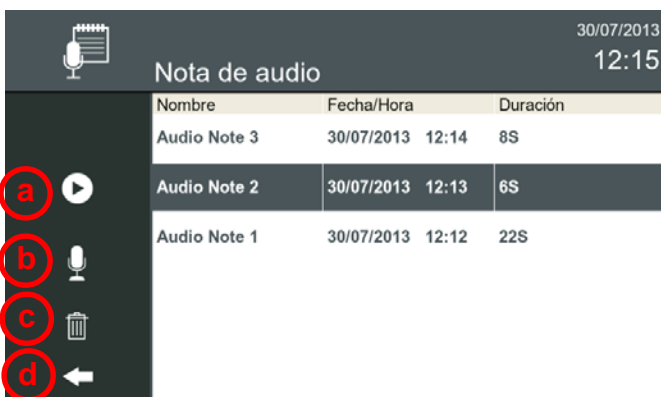 30/07/2013
12:15
Nota de audio
Nombre Fecha/Hora Duración
Audio Note 3 30/07/2013 12:14 8S
a
Audio Note 2 30/07/2013 12:13 6S
b
Audio Note 1 30/07/2013 12:12 22S
c
d